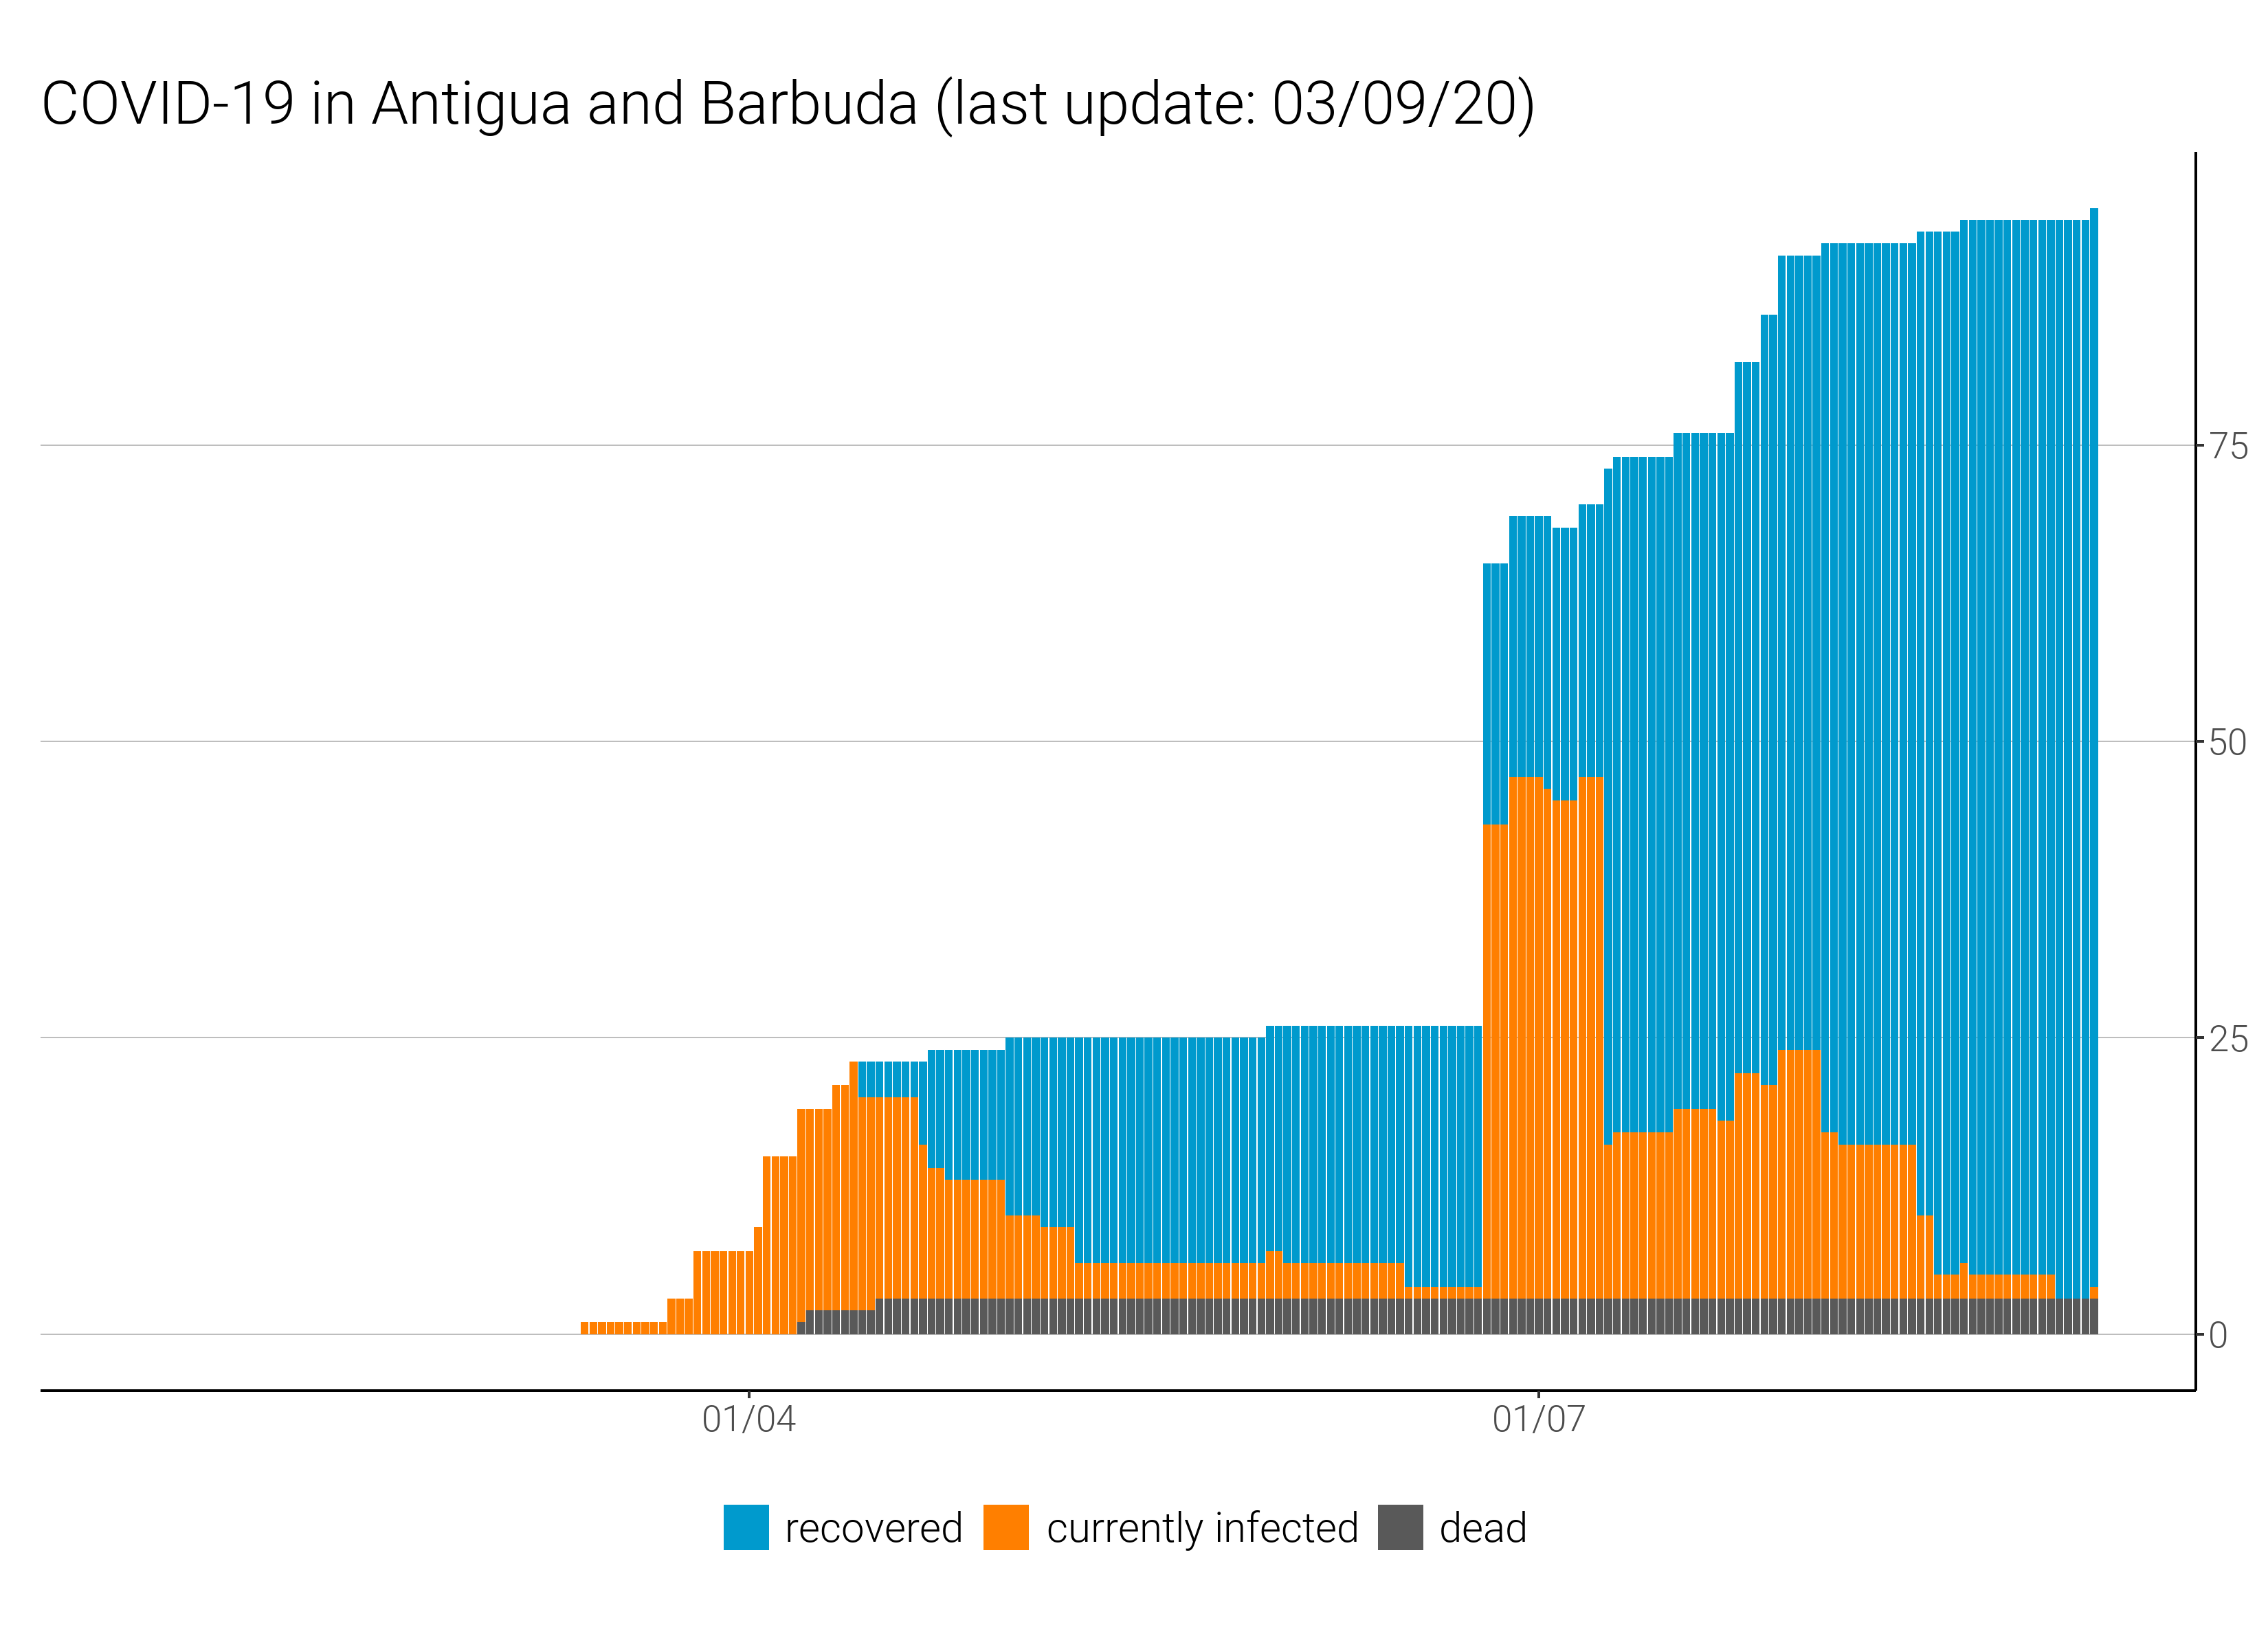 COVID-19 in Antigua and Barbuda (last update: 03/09/20)
75
50
25
0
01/04 01/07
recovered currently infected dead